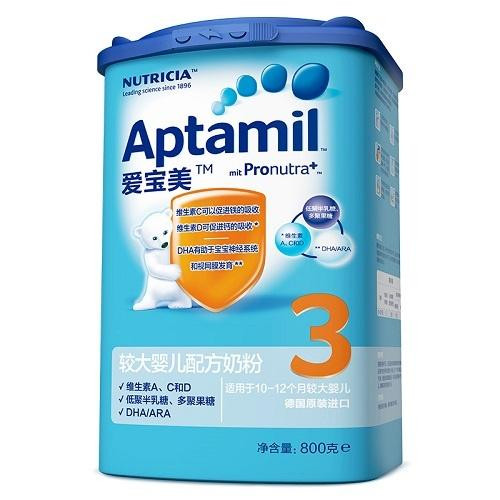 NUTRICIA™
Leading science since 1896
Aptamil™
爱宝美™
mit Pronutra+™
维生素C可以促进铁的吸收
维生素D可促进钙的吸收*
DHA有助于宝宝神经系统
和视网膜发育**
低聚半乳糖、
多聚果糖
*维生素
A、C和D
**DHA/ARA
3
较大婴儿配方奶粉
✓维生素A、C和D
✓低聚半乳糖、多聚果糖
✓DHA/ARA
适用于10-12个月较大婴儿
德国原装进口
净含量：800克e